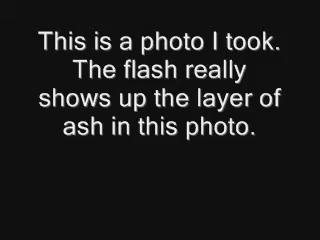 This is a photo I took.
The flash really
shows up the layer of
ash in this photo.